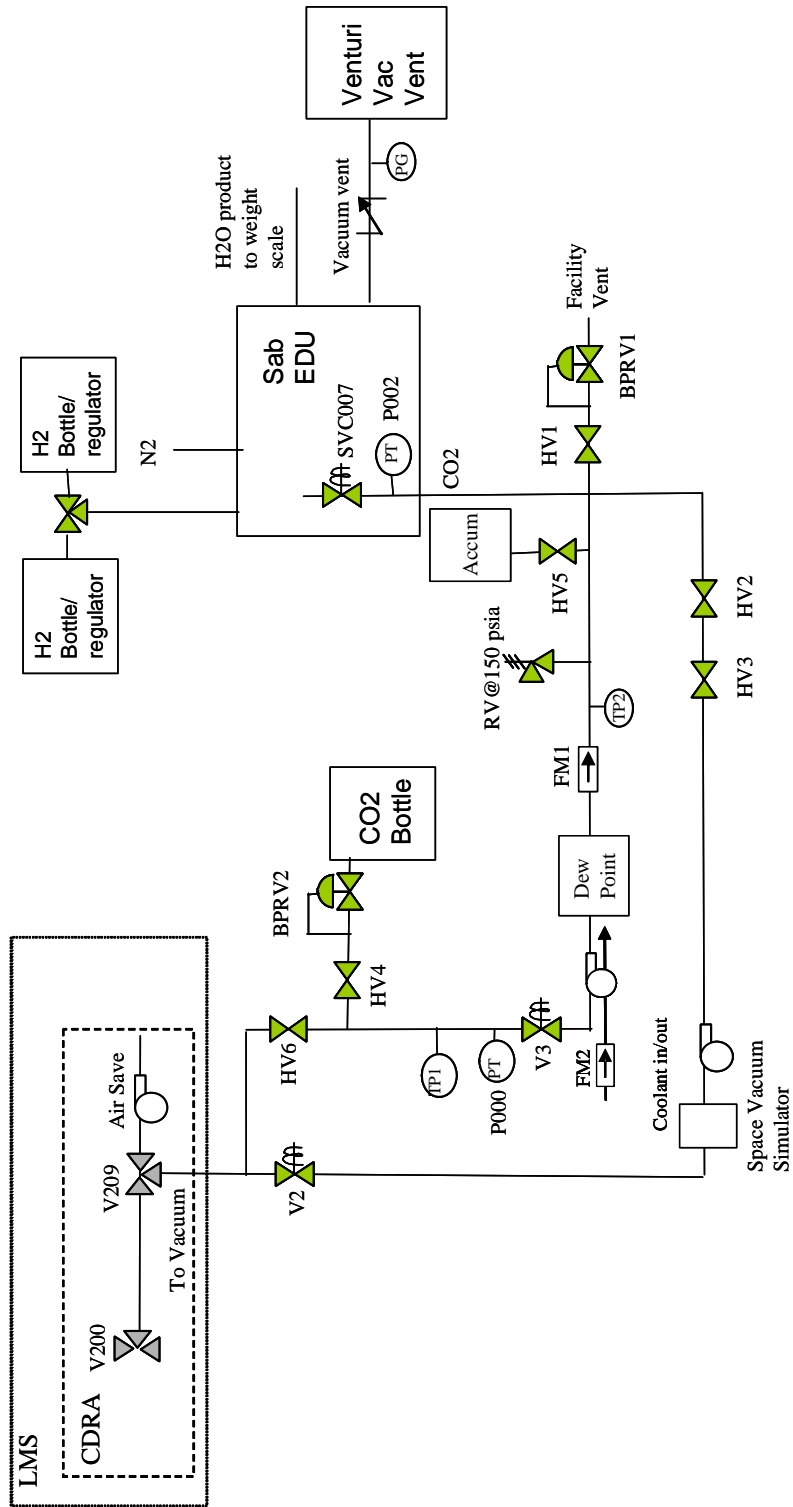 LMS
CDRA
V200
V209
Air Save
To Vacuum
V2
HV6
BPRV2
HV4
CO2
Bottle
TP1
PT
P000
V3
FM2
Dew
Point
FM1
TP2
RV@150 psia
Accum
HV5
HV1
BPRV1
Facility
Vent
H2
Bottle/
regulator
H2
Bottle/
regulator
N2
Sab
EDU
SVC007
PT
P002
CO2
H2O product
to weight
scale
Vacuum vent
PG
Venturi
Vac
Vent
Coolant in/out
Space Vacuum
Simulator
HV3
HV2